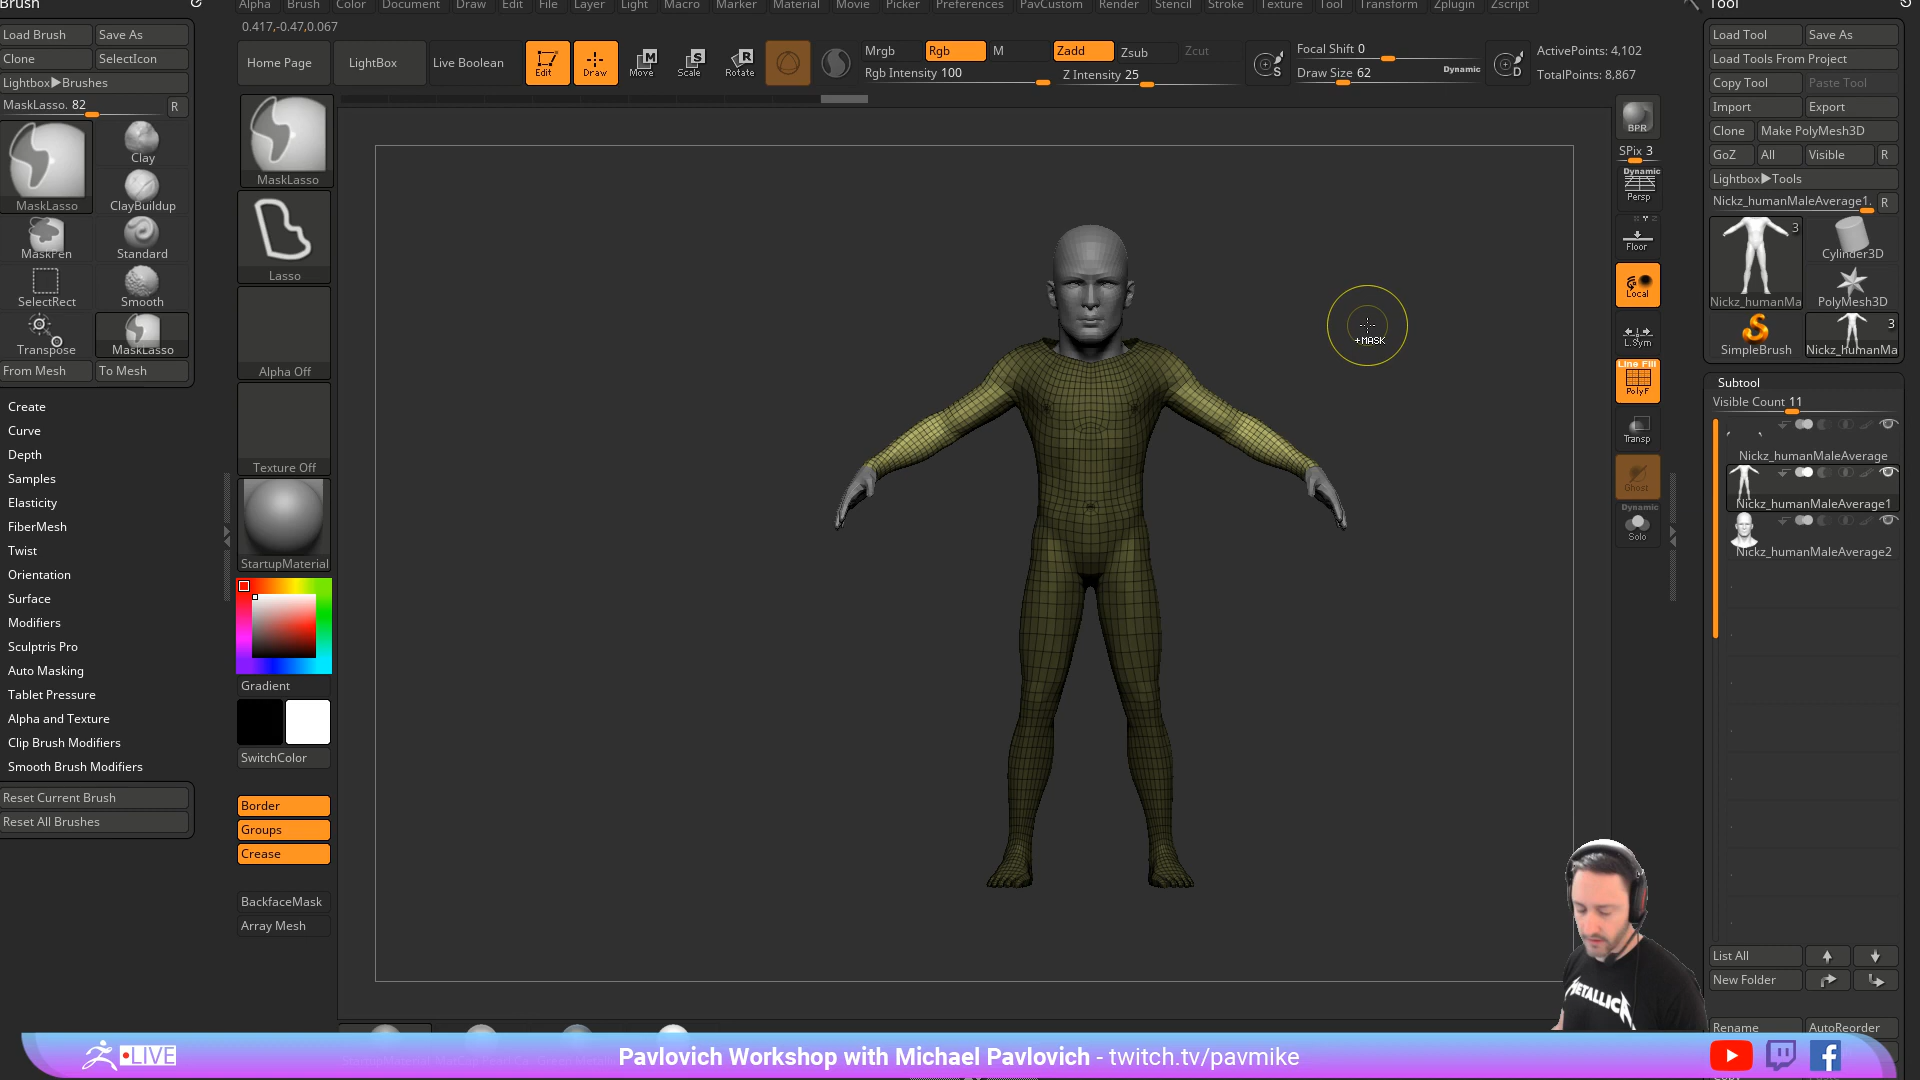 Brush
Load Brush
Save As
Clone
SelectIcon
Lightbox▶Brushes
MaskLasso. 82
R
MaskLasso
Clay
ClayBuildup
MaskPen
Standard
SelectRect
Smooth
Transpose
MaskLasso
From Mesh
To Mesh
Create
Curve
Depth
Samples
Elasticity
FiberMesh
Twist
Orientation
Surface
Modifiers
Sculptris Pro
Auto Masking
Tablet Pressure
Alpha and Texture
Clip Brush Modifiers
Smooth Brush Modifiers
Reset Current Brush
Reset All Brushes
Alpha Brush Color Document Draw Edit File Layer Light Macro Marker Material Movie Picker Preferences PavCustom Render Stencil Stroke Texture Tool Transform Zplugin Zscript
0.417,-0.47,0.067
Home Page
LightBox
Live Boolean
Edit
Draw
Move
Scale
Rotate
Mrgb
Rgb
M
Rgb Intensity 100
Zadd
Zsub
Zcut
Z Intensity 25
S
Focal Shift 0
Draw Size 62
Dynamic
D
ActivePoints: 4,102
TotalPoints: 8,867
MaskLasso
Lasso
Alpha Off
Texture Off
StartupMaterial
Gradient
SwitchColor
Border
Groups
Crease
BackfaceMask
Array Mesh
+MASK
BPR
SPix 3
Dynamic
Persp
Floor
Local
L.Sym
Line Fill
PolyF
Transp
Ghost
Dynamic
Solo
Tool
Load Tool
Save As
Load Tools From Project
Copy Tool
Paste Tool
Import
Export
Clone
Make PolyMesh3D
GoZ
All
Visible
R
Lightbox▶Tools
Nickz_humanMaleAverage1.
R
3
Nickz_humanMa
Cylinder3D
PolyMesh3D
SimpleBrush
3
Nickz_humanMa
Subtool
Visible Count 11
Nickz_humanMaleAverage
Nickz_humanMaleAverage1
Nickz_humanMaleAverage2
List All
New Folder
Rename
AutoReorder
METALLICA
LIVE
Pavlovich Workshop with Michael Pavlovich - twitch.tv/pavmike